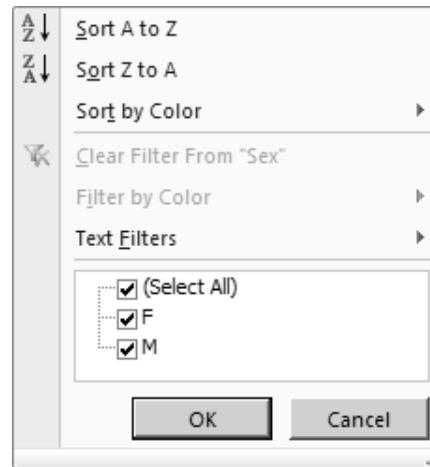 A
Z
Sort A to Z
Z
A
Sort Z to A
Sort by Color
Clear Filter From "Sex"
Filter by Color
Text Filters
(Select All)
F
M
OK Cancel